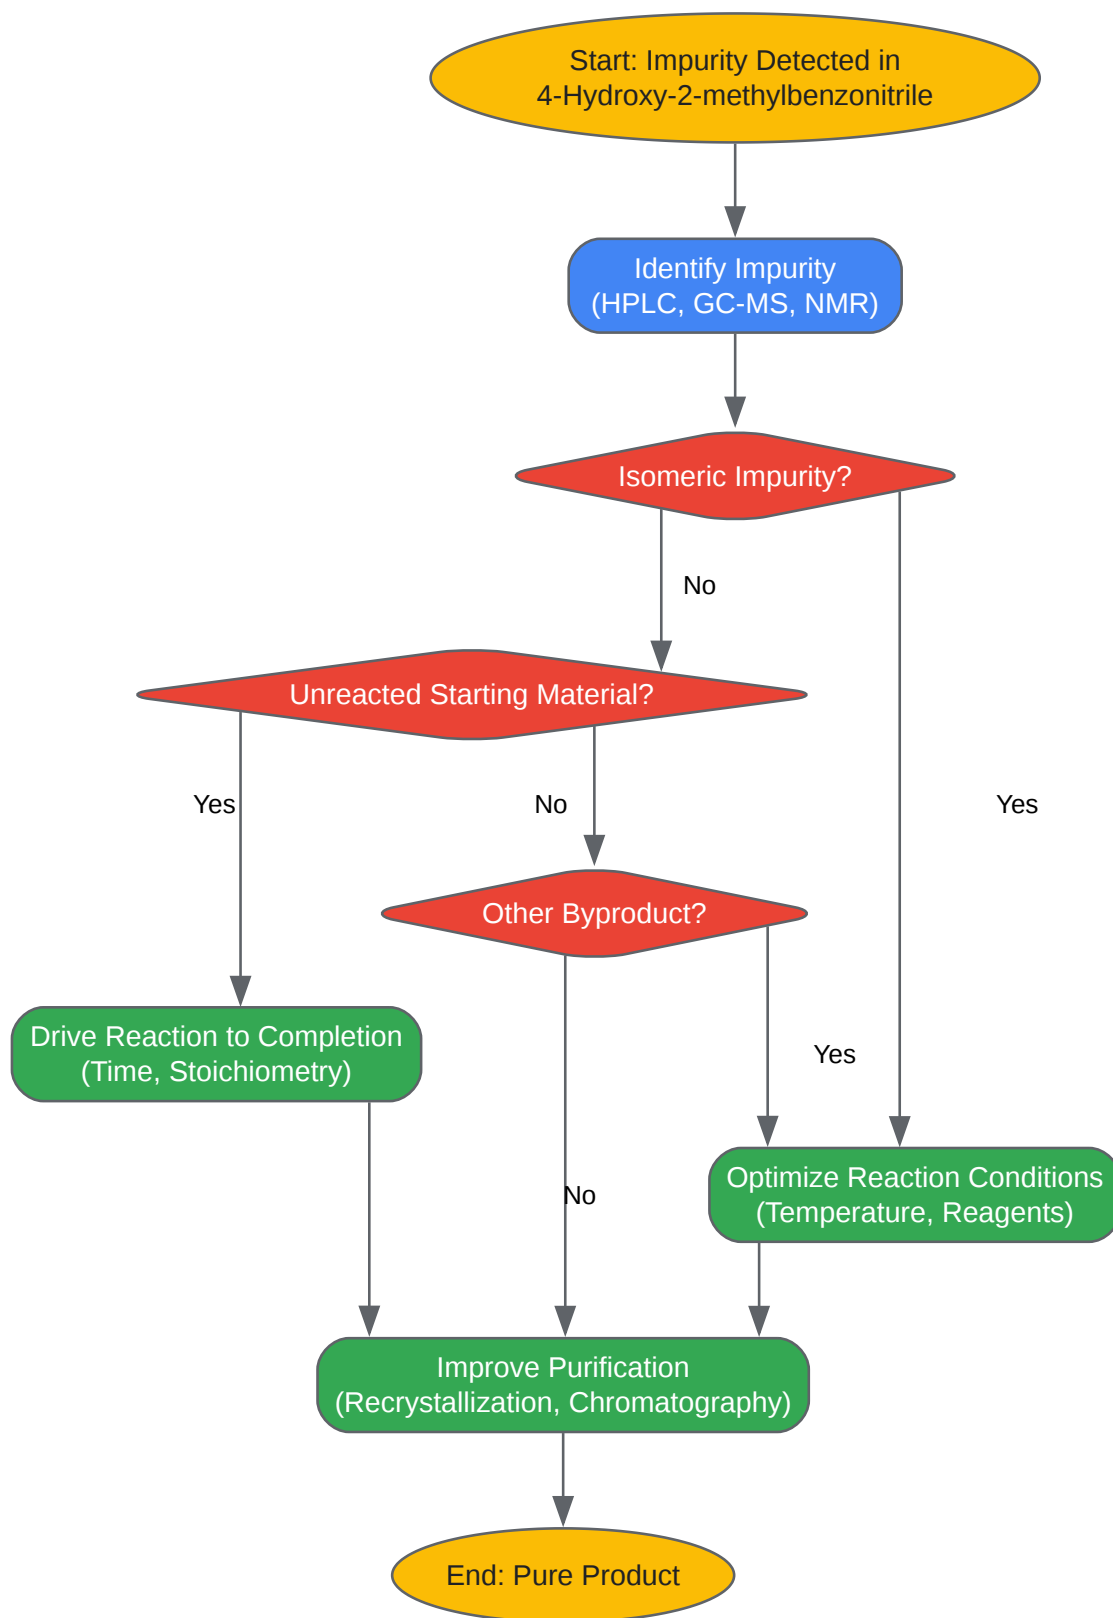 Start: Impurity Detected in
4-Hydroxy-2-methylbenzonitrile
Identify Impurity
(HPLC, GC-MS, NMR)
Isomeric Impurity?
No
Unreacted Starting Material?
Yes
No
Yes
Other Byproduct?
Drive Reaction to Completion
(Time, Stoichiometry)
Yes
No
Optimize Reaction Conditions
(Temperature, Reagents)
Improve Purification
(Recrystallization, Chromatography)
End: Pure Product